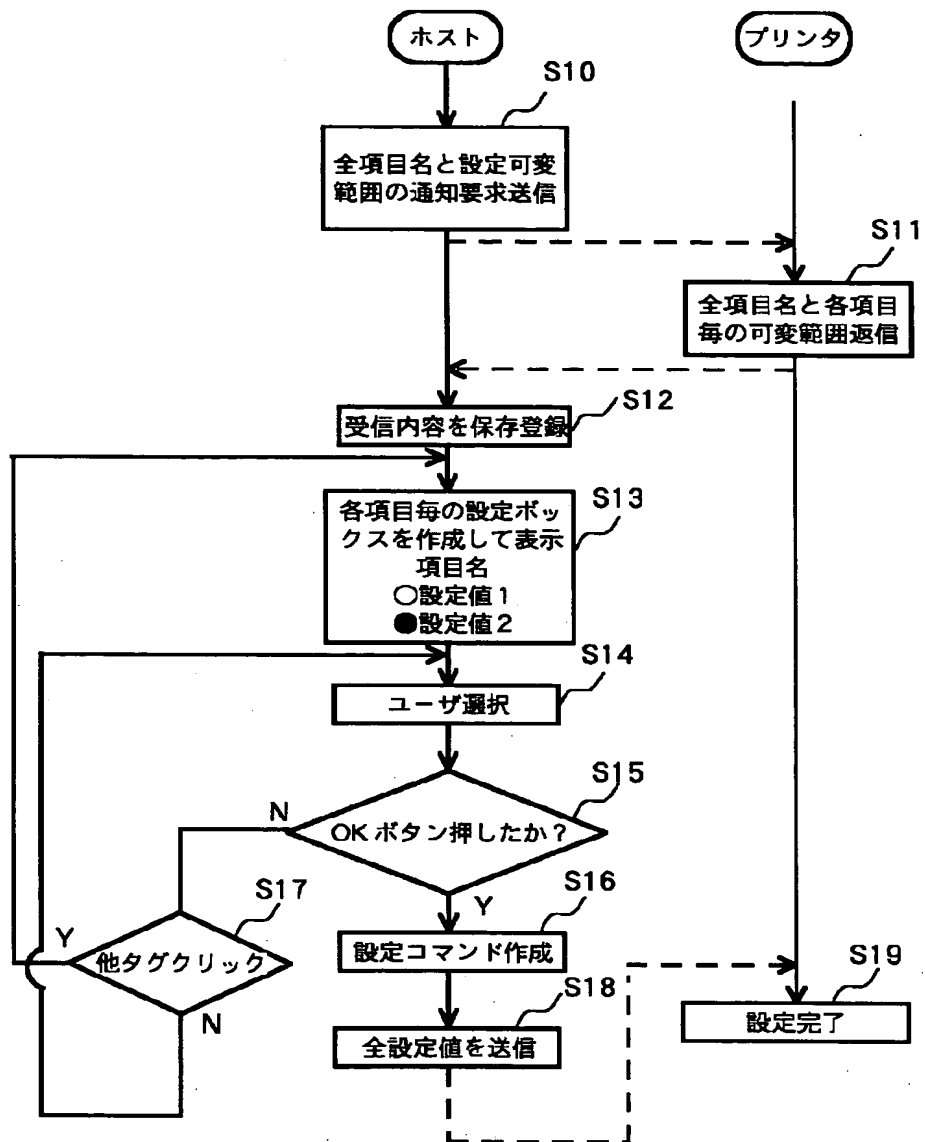 ホスト
プリンタ
S10
全項目名と設定可変
範囲の通知要求送信
S11
全項目名と各項目
毎の可変範囲返信
S12
受信内容を保存登録
S13
各項目毎の設定ボッ
クスを作成して表示
項目名
○設定値1
●設定値2
S14
ユーザ選択
S15
OKボタン押したか？
N
Y
S16
設定コマンド作成
S17
他タグクリック
Y
N
S18
全設定値を送信
S19
設定完了